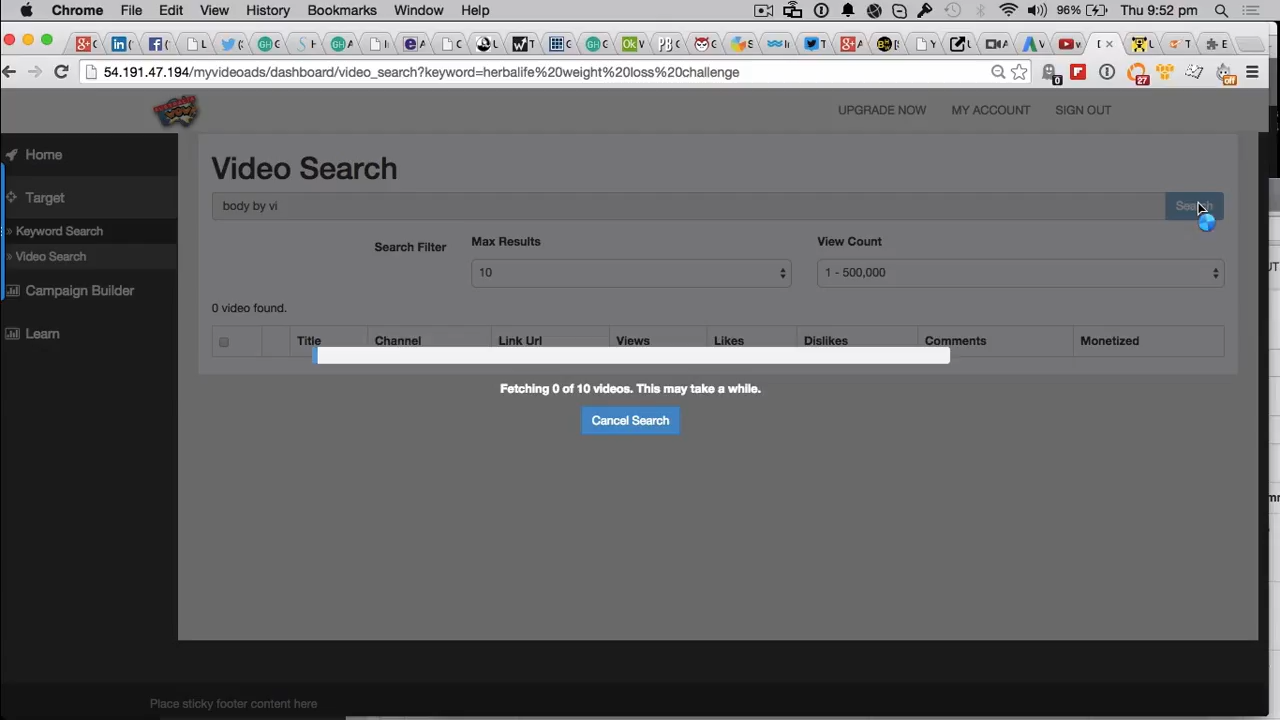 Chrome File Edit View History Bookmarks Window Help 96% Thu 9:52 pm
54.191.47.194/myvideoads/dashboard/video_search?keyword=herbalife%20weight%20loss%20challenge
0
27
off
UPGRADE NOW MY ACCOUNT SIGN OUT
Home
Target
» Keyword Search
» Video Search
Campaign Builder
Learn
Video Search
body by vi Search
Search Filter Max Results View Count
10 1 - 500,000
0 video found.
Title Channel Link Url Views Likes Dislikes Comments Monetized
Fetching 0 of 10 videos. This may take a while.
Cancel Search
Place sticky footer content here